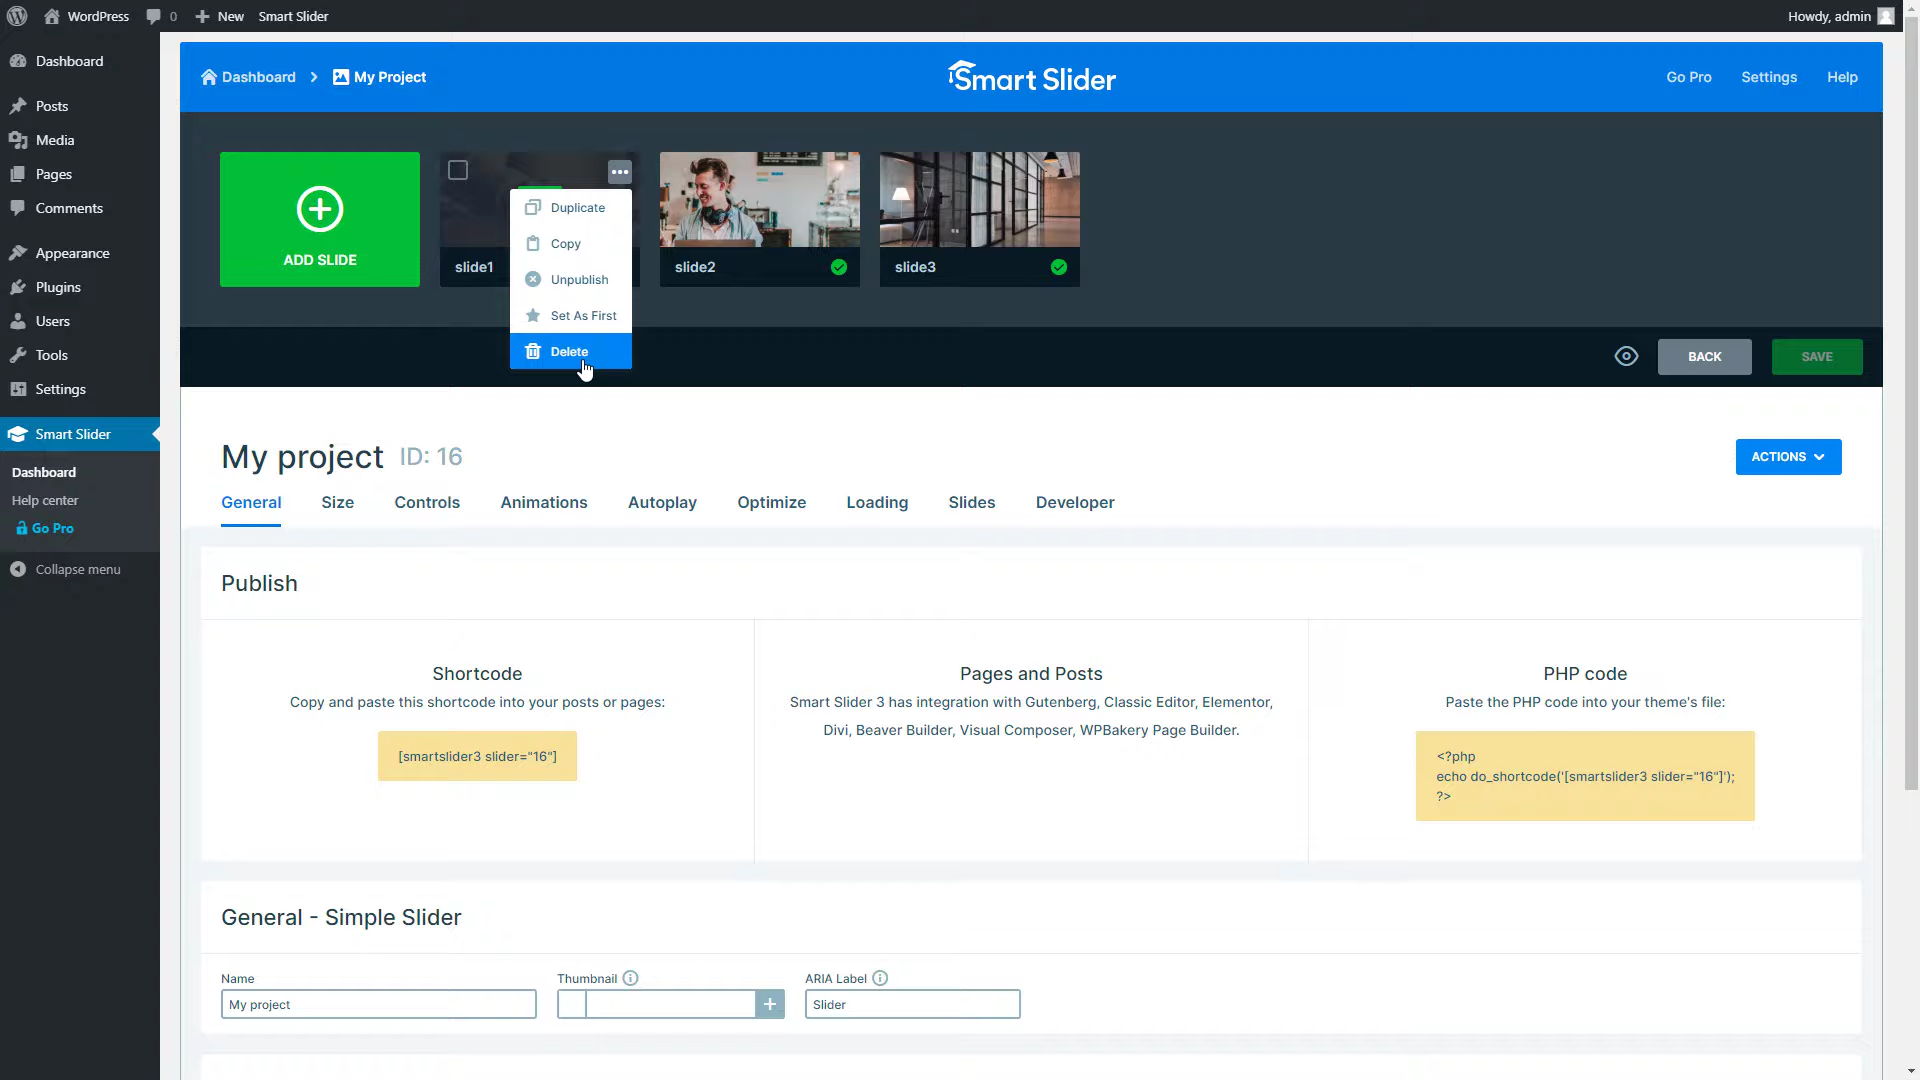 WordPress
0
New
Smart Slider
Howdy, admin
Dashboard
Posts
Media
Pages
Comments
Appearance
Plugins
Users
Tools
Settings
Smart Slider
Dashboard
Help center
Go Pro
Collapse menu
Dashboard
My Project
Smart Slider
Go Pro
Settings
Help
ADD SLIDE
slide1
Duplicate
Copy
Unpublish
Set As First
Delete
slide2
slide3
BACK
SAVE
My project ID: 16
ACTIONS
General
Size
Controls
Animations
Autoplay
Optimize
Loading
Slides
Developer
Publish
Shortcode
Copy and paste this shortcode into your posts or pages:
[smartslider3 slider="16"]
Pages and Posts
Smart Slider 3 has integration with Gutenberg, Classic Editor, Elementor,
Divi, Beaver Builder, Visual Composer, WPBakery Page Builder.
PHP code
Paste the PHP code into your theme's file:
<?php
echo do_shortcode('[smartslider3 slider="16"]');
?>
General - Simple Slider
Name
My project
Thumbnail
ARIA Label
Slider